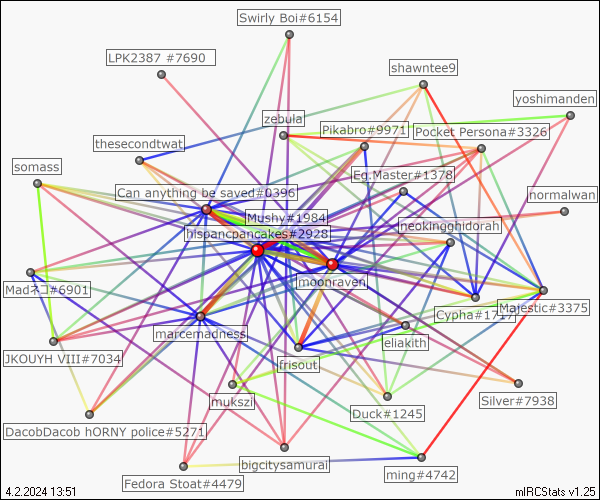 Swirly Boi#6154
LPK2387 #7690
shawntee9
yoshimanden
zebula
Pikabro#9971
Pocket Persona#3326
thesecondtwat
somass
Eg.Master#1378
Can anything be saved#0396
normalwan
Mushy#1984
neokingghidorah
hispancpancakes#2928
moonraven
Madネコ#6901
Cypha#1717
Majestic#3375
marcemadness
eliakith
JKOUYH VIII#7034
frisout
mukszi
Silver#7938
Duck#1245
DacobDacob hORNY police#5271
bigcitysamurai
ming#4742
Fedora Stoat#4479
4.2.2024 13:51
mIRCStats v1.25